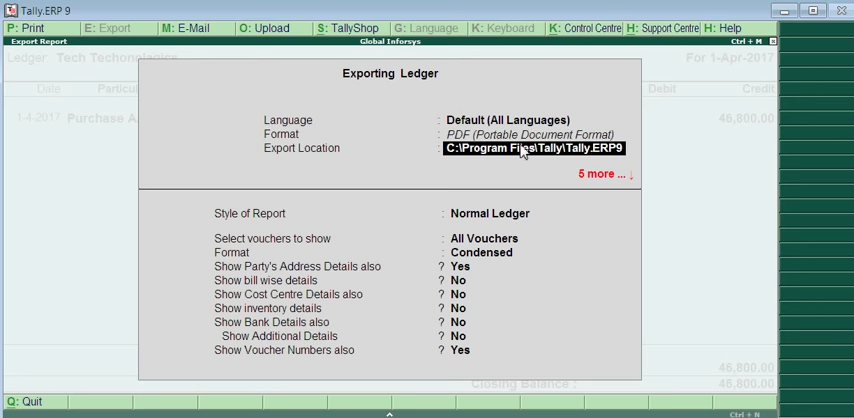 Tally.ERP 9
P: Print E: Export M: E-Mail O: Upload S: TallyShop G: Language K: Keyboard K: Control Centre H: Support Centre H: Help
Export Report Global Inforsys Ctrl + M
Ledger Tech Techonologies For 1-Apr-2017
Date Particul Debit Credit
1-4-2017 Purchase A 46,800.00
Exporting Ledger
Language : Default (All Languages)
Format : PDF (Portable Document Format)
Export Location : C:\Program Files\Tally\Tally.ERP9
5 more ... ↓
Style of Report : Normal Ledger
Select vouchers to show : All Vouchers
Format : Condensed
Show Party's Address Details also ? Yes
Show bill wise details ? No
Show Cost Centre Details also ? No
Show inventory details ? No
Show Bank Details also ? No
Show Additional Details ? No
Show Voucher Numbers also ? Yes
46,800.00
Closing Balance : 46,800.00
Q: Quit
Ctrl + N